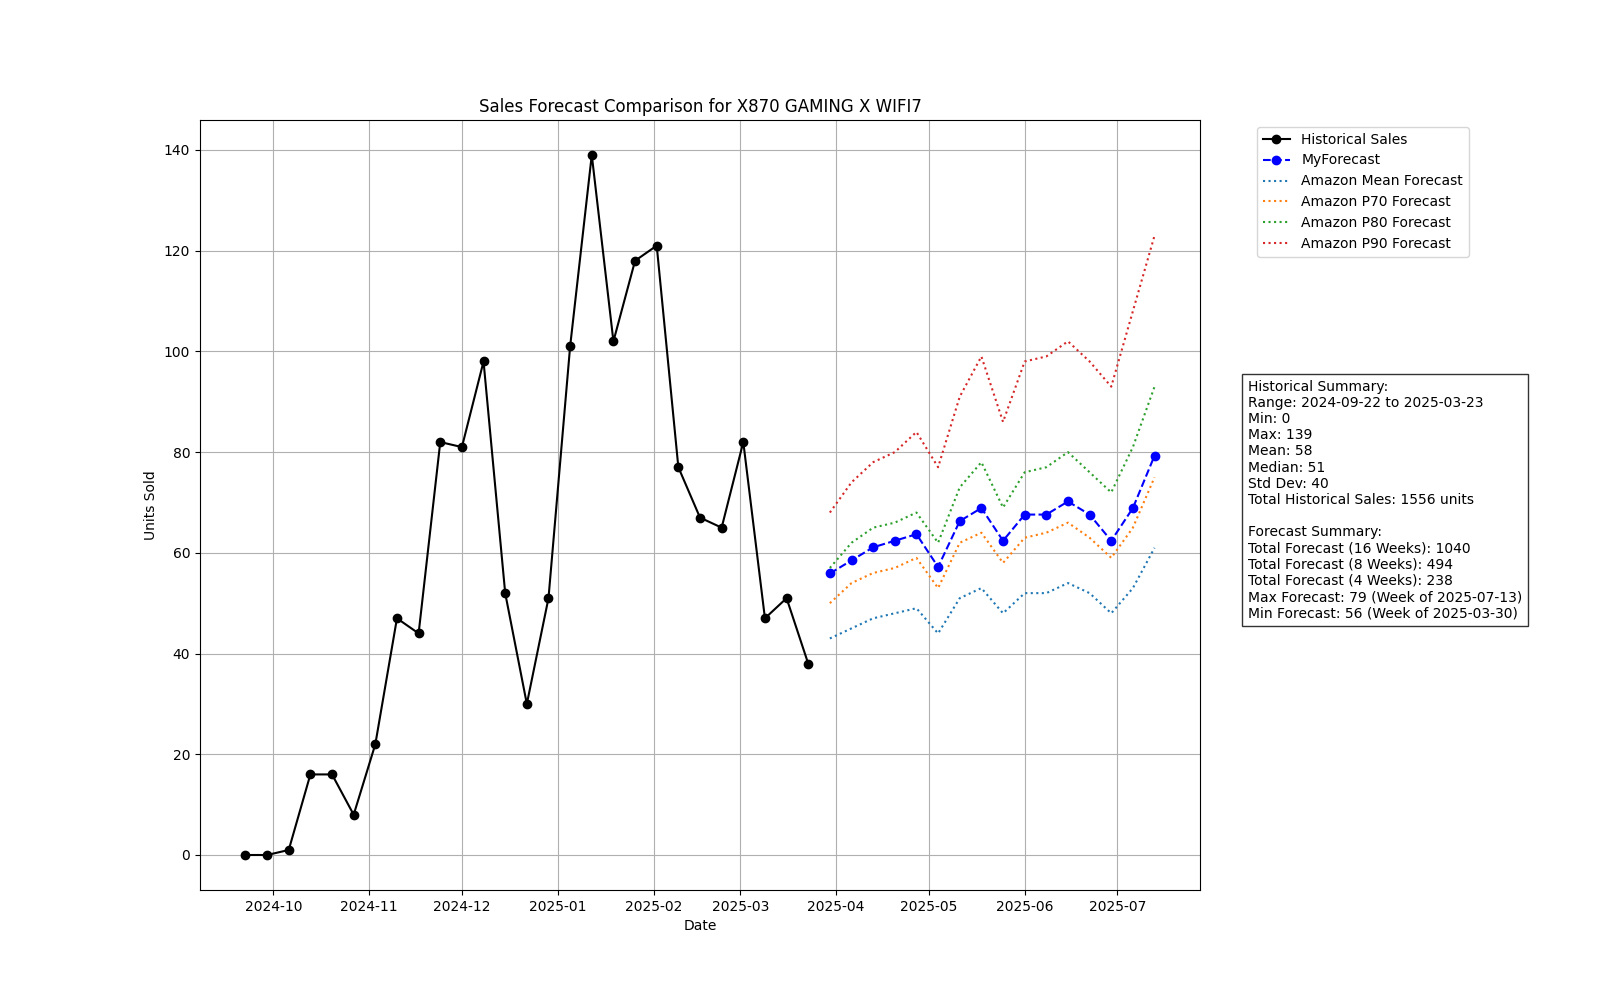 Sales Forecast Comparison for X870 GAMING X WIFI7
140
120
100
80
60
40
20
0
Units Sold
2024-10
2024-11
2024-12
2025-01
2025-02
2025-03
2025-04
2025-05
2025-06
2025-07
Date
Historical Sales
MyForecast
Amazon Mean Forecast
Amazon P70 Forecast
Amazon P80 Forecast
Amazon P90 Forecast
Historical Summary:
Range: 2024-09-22 to 2025-03-23
Min: 0
Max: 139
Mean: 58
Median: 51
Std Dev: 40
Total Historical Sales: 1556 units
Forecast Summary:
Total Forecast (16 Weeks): 1040
Total Forecast (8 Weeks): 494
Total Forecast (4 Weeks): 238
Max Forecast: 79 (Week of 2025-07-13)
Min Forecast: 56 (Week of 2025-03-30)